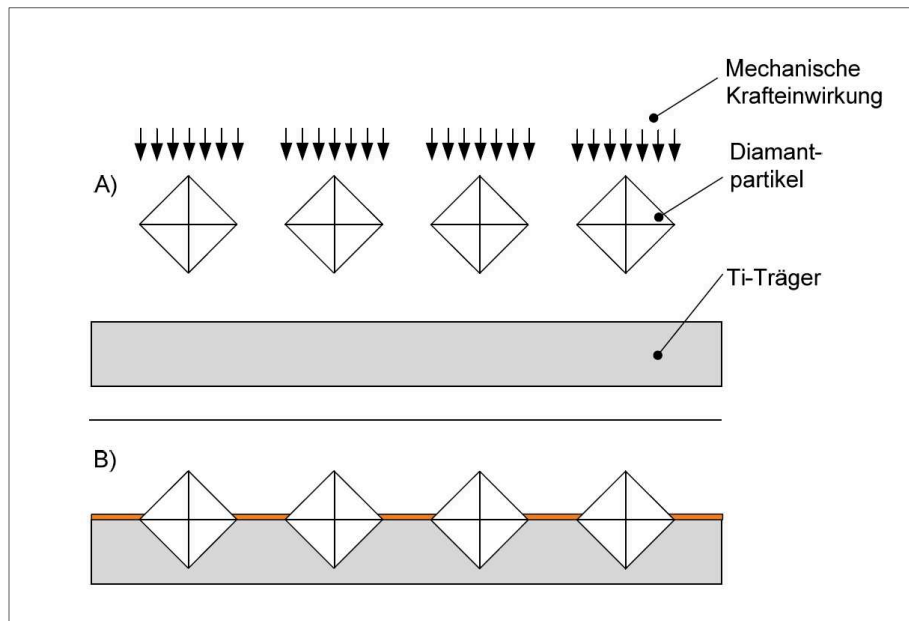 Mechanische
Krafteinwirkung
A)
Diamant-
partikel
Ti-Träger
B)